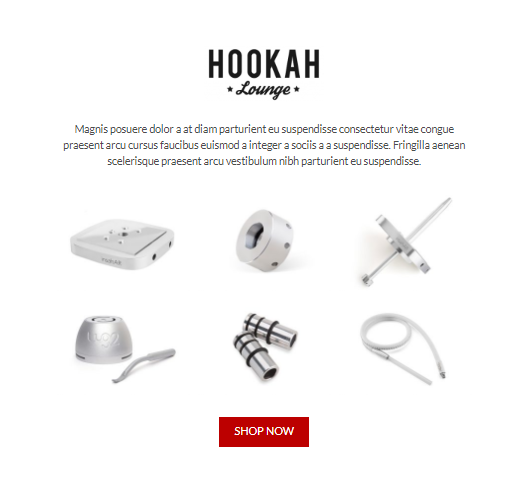 HOOKAH
Lounge
Magnis posuere dolor a at diam parturient eu suspendisse consectetur vitae congue
praesent arcu cursus faucibus euismod a integer a sociis a a suspendisse. Fringilla aenean
scelerisque praesent arcu vestibulum nibh parturient eu suspendisse.
SHOP NOW